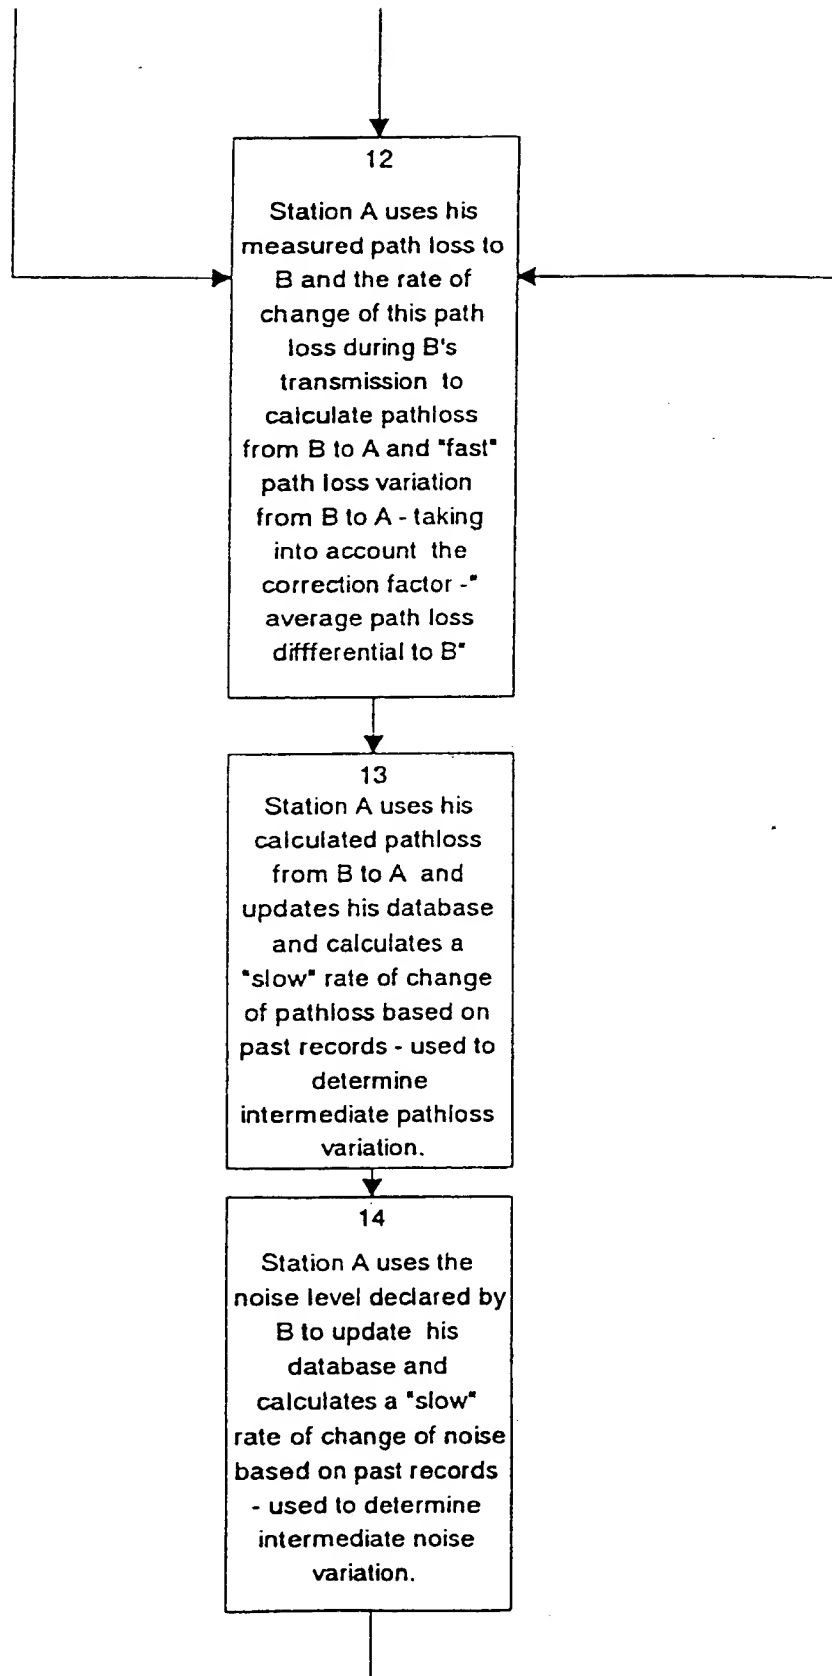 12
Station A uses his
measured path loss to
B and the rate of
change of this path
loss during B's
transmission to
calculate pathloss
from B to A and "fast"
path loss variation
from B to A - taking
into account the
correction factor -"
average path loss
diffferential to B"
13
Station A uses his
calculated pathloss
from B to A and
updates his database
and calculates a
"slow" rate of change
of pathloss based on
past records - used to
determine
intermediate pathloss
variation.
14
Station A uses the
noise level declared by
B to update his
database and
calculates a "slow"
rate of change of noise
based on past records
- used to determine
intermediate noise
variation.